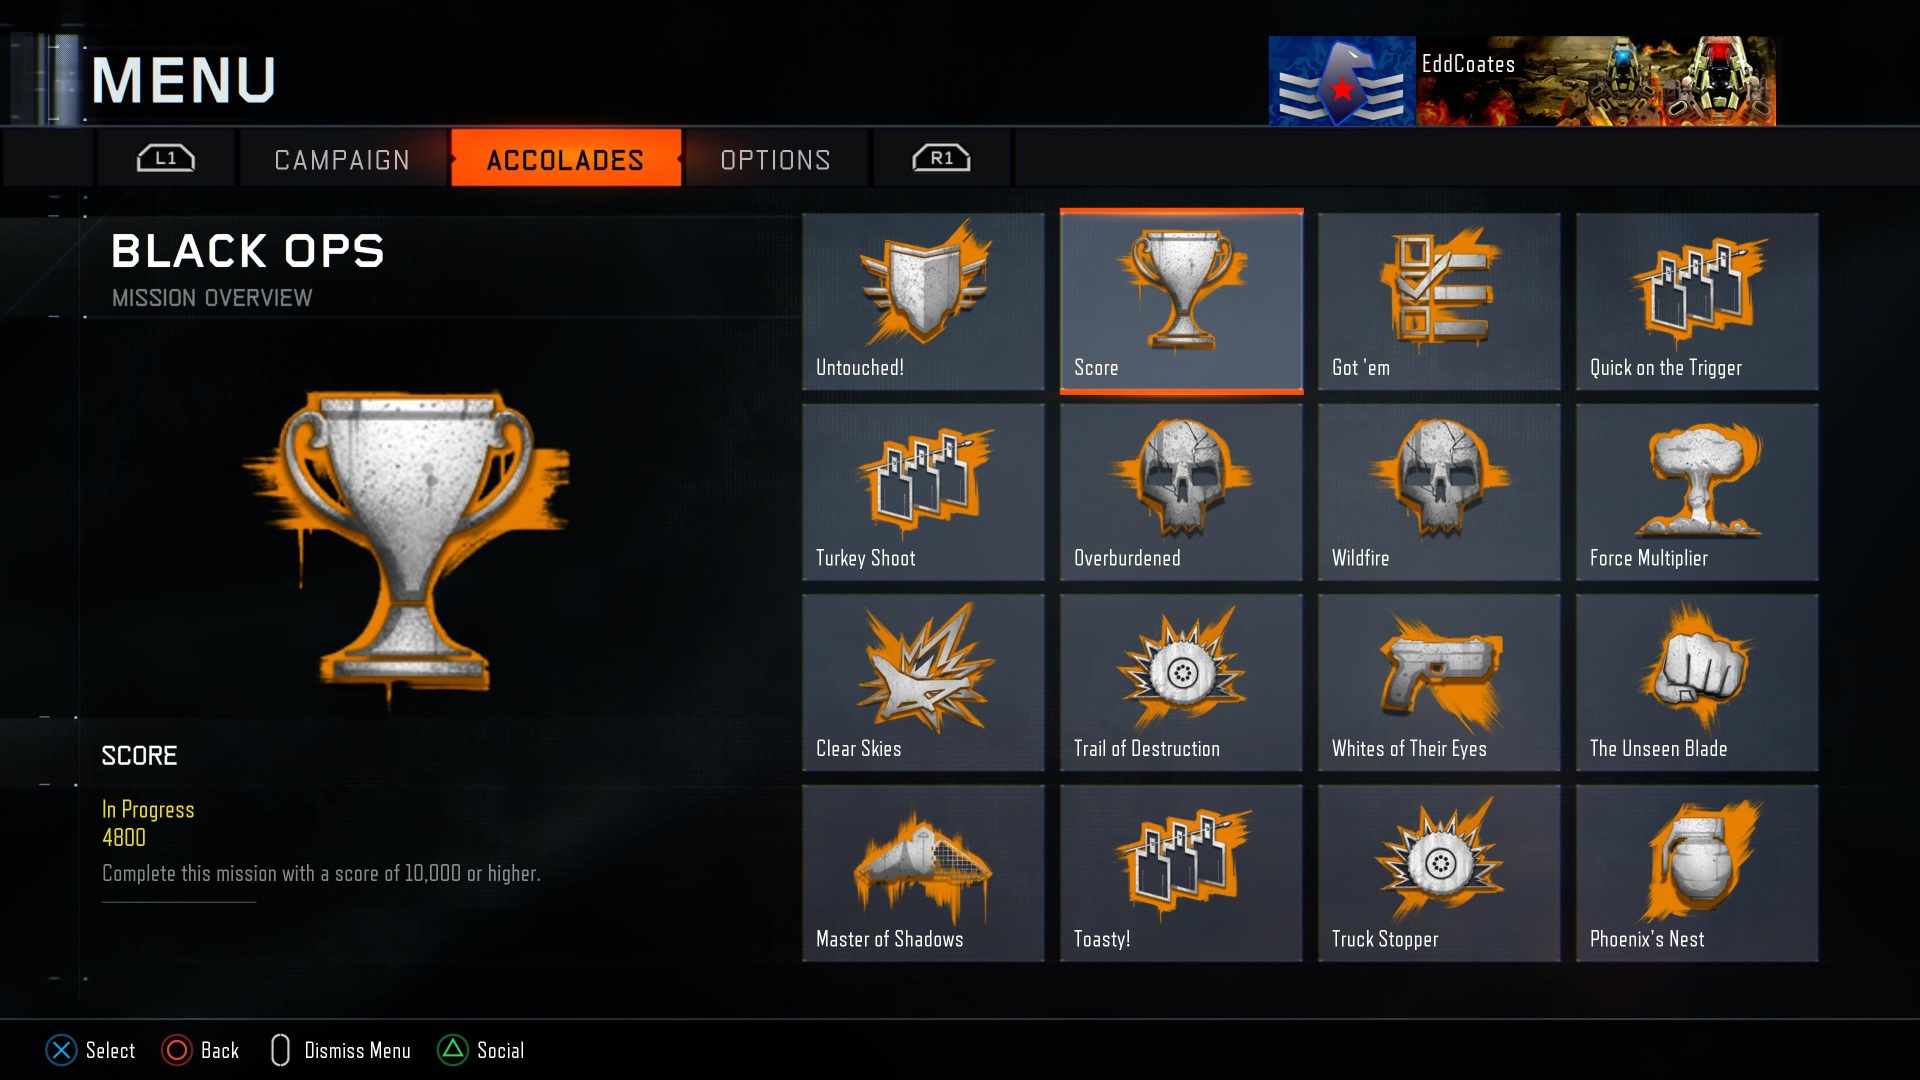 MENU
EddCoates
L1
CAMPAIGN
ACCOLADES
OPTIONS
R1
BLACK OPS
MISSION OVERVIEW
SCORE
In Progress
4800
Complete this mission with a score of 10,000 or higher.
Untouched!
Score
Got 'em
Quick on the Trigger
Turkey Shoot
Overburdened
Wildfire
Force Multiplier
Clear Skies
Trail of Destruction
Whites of Their Eyes
The Unseen Blade
Master of Shadows
Toasty!
Truck Stopper
Phoenix's Nest
Select
Back
Dismiss Menu
Social